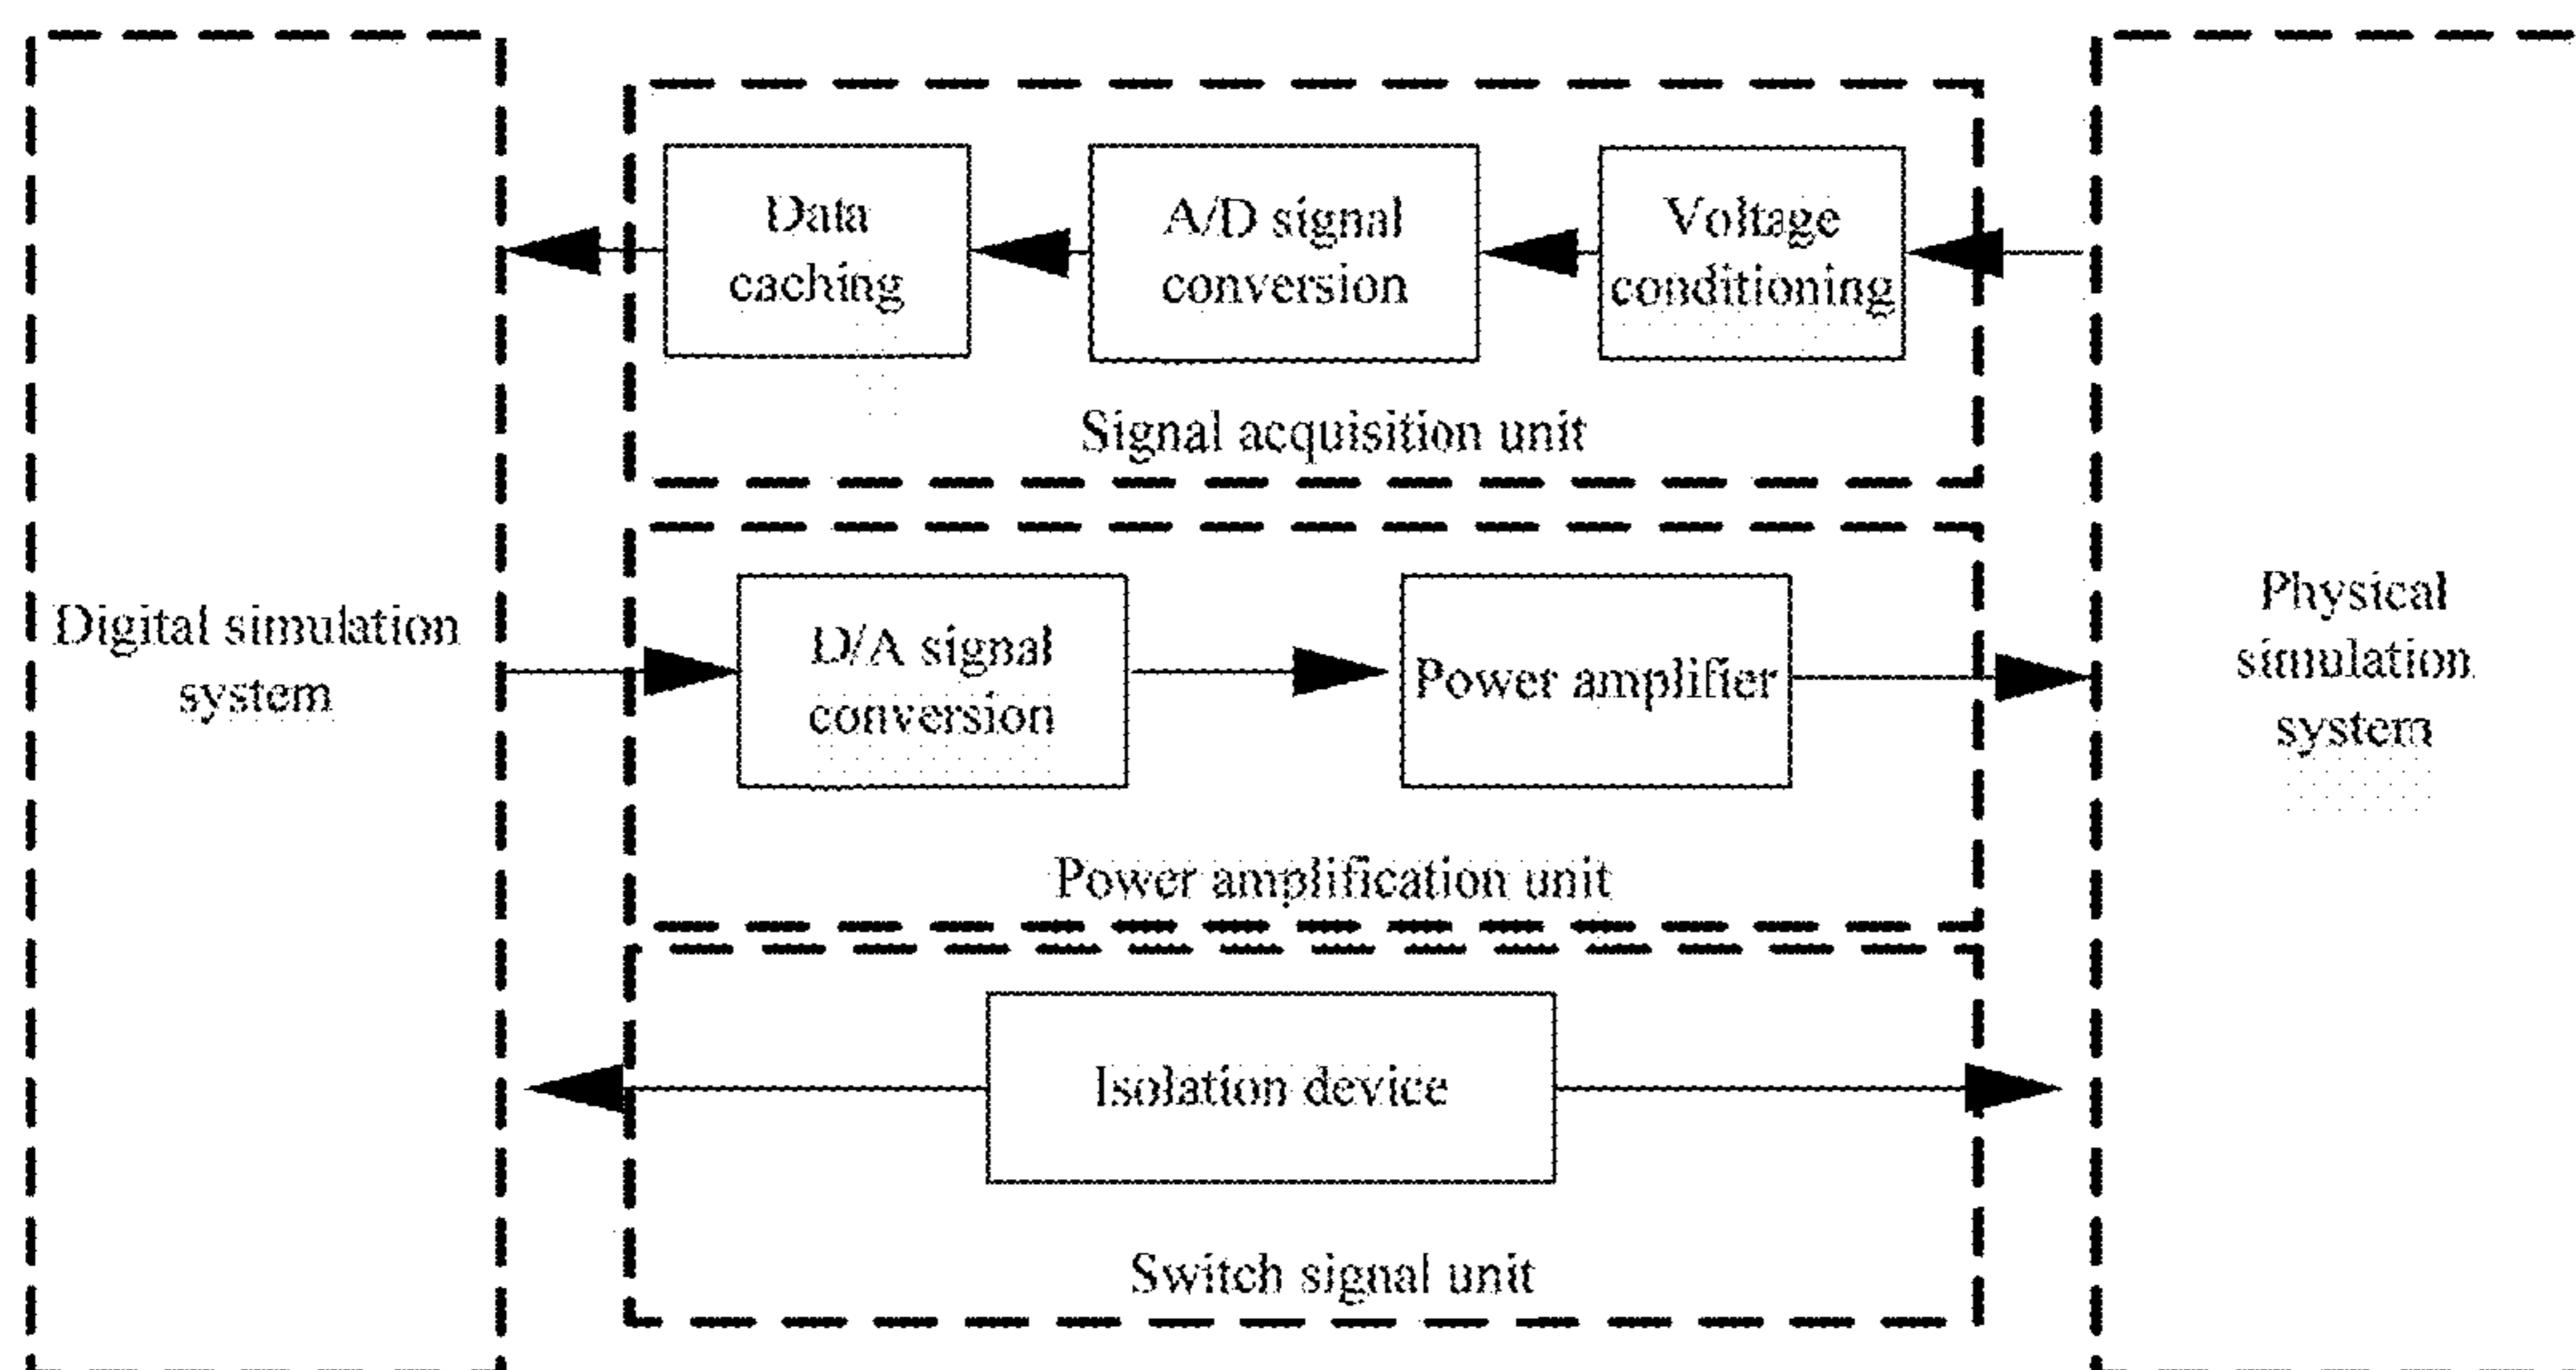 Data
caching
A/D signal
conversion
Voltage
conditioning
Signal acquisition unit
Digital simulation
system
D/A signal
conversion
Power amplifier
Power amplification unit
Physical
simulation
system
Isolation device
Switch signal unit